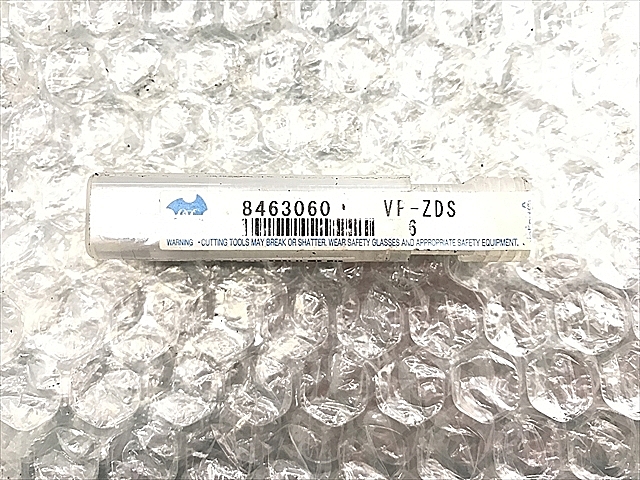 8463060 VP-ZDS
6
WARNING • CUTTING TOOLS MAY BREAK OR SHATTER. WEAR SAFETY GLASSES AND APPROPRIATE SAFETY EQUIPMENT.